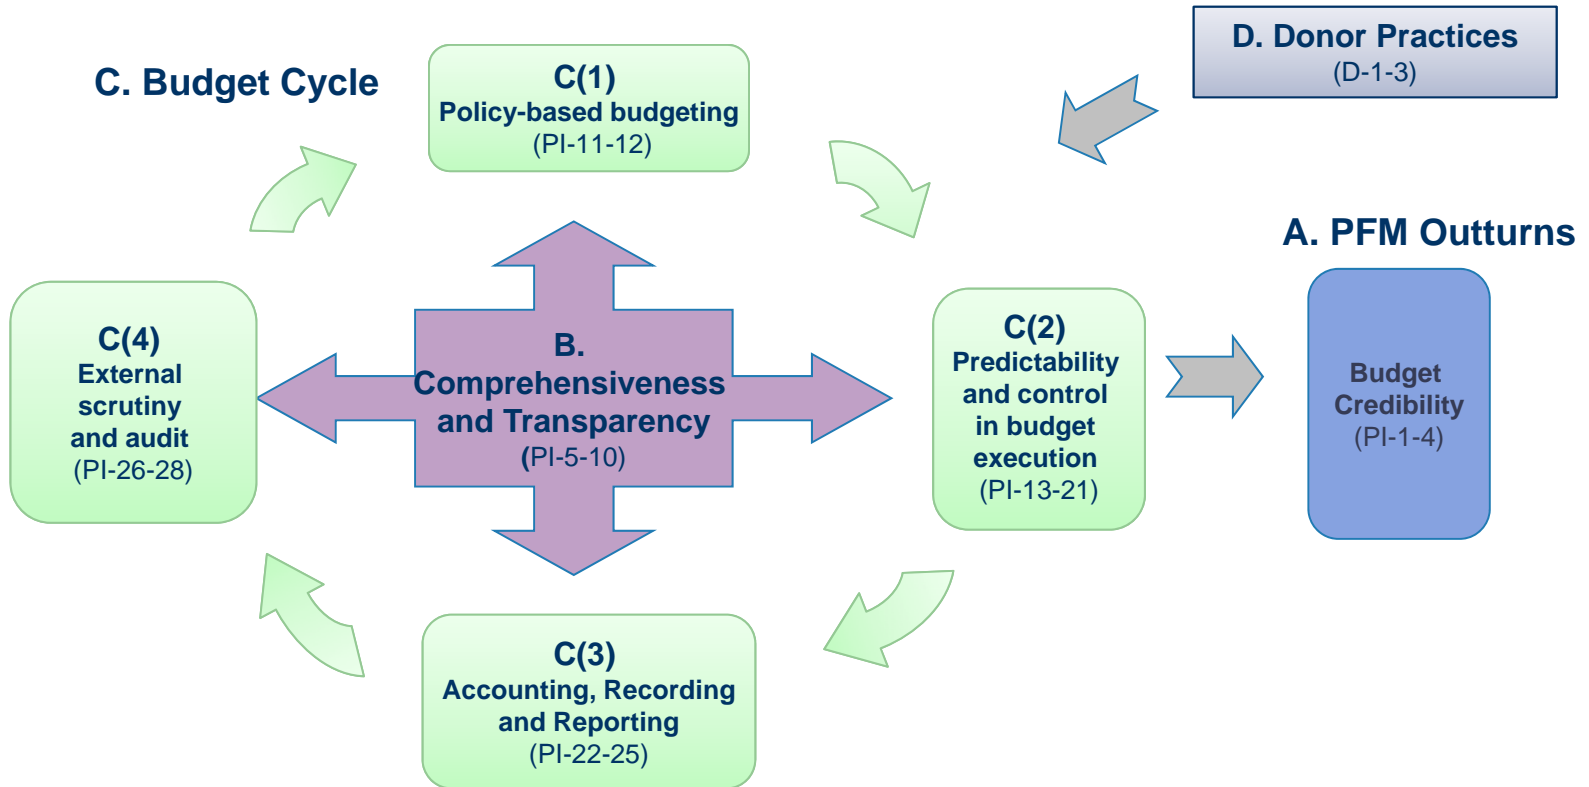 C. Budget Cycle
C(1)
Policy-based budgeting
(PI-11-12)
D. Donor Practices
(D-1-3)
A. PFM Outturns
C(4)
External
scrutiny
and audit
(PI-26-28)
B.
Comprehensiveness
and Transparency
(PI-5-10)
C(2)
Predictability
and control
in budget
execution
(PI-13-21)
Budget
Credibility
(PI-1-4)
C(3)
Accounting, Recording
and Reporting
(PI-22-25)